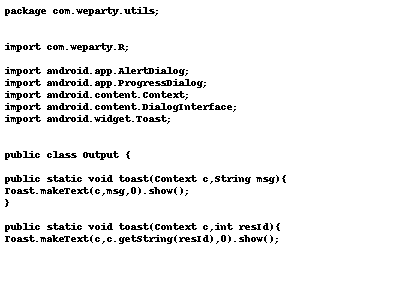 package com.weparty.utils;
import com.weparty.R;
import android.app.AlertDialog;
import android.app.ProgressDialog;
import android.content.Context;
import android.content.DialogInterface;
import android.widget.Toast;
public class Output {
public static void toast(Context c,String msg){
Toast.makeText(c,msg,0).show();
}
public static void toast(Context c,int resId){
Toast.makeText(c,c.getString(resId),0).show();